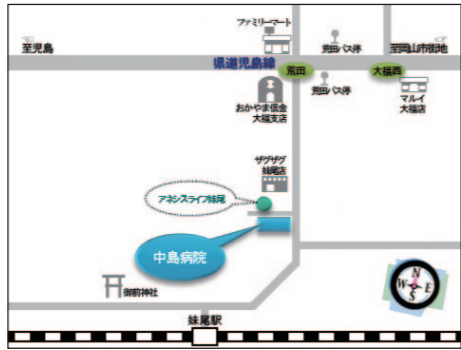 ファミリーマート
至児島
荒田バス停
至岡山市街地
県道児島線
荒田
大福西
荒田バス停
マルイ
大福店
おかやま信金
大福支店
ザグザグ
妹尾店
アネシスライフ妹尾
中島病院
御前神社
妹尾駅
N
W
E
S